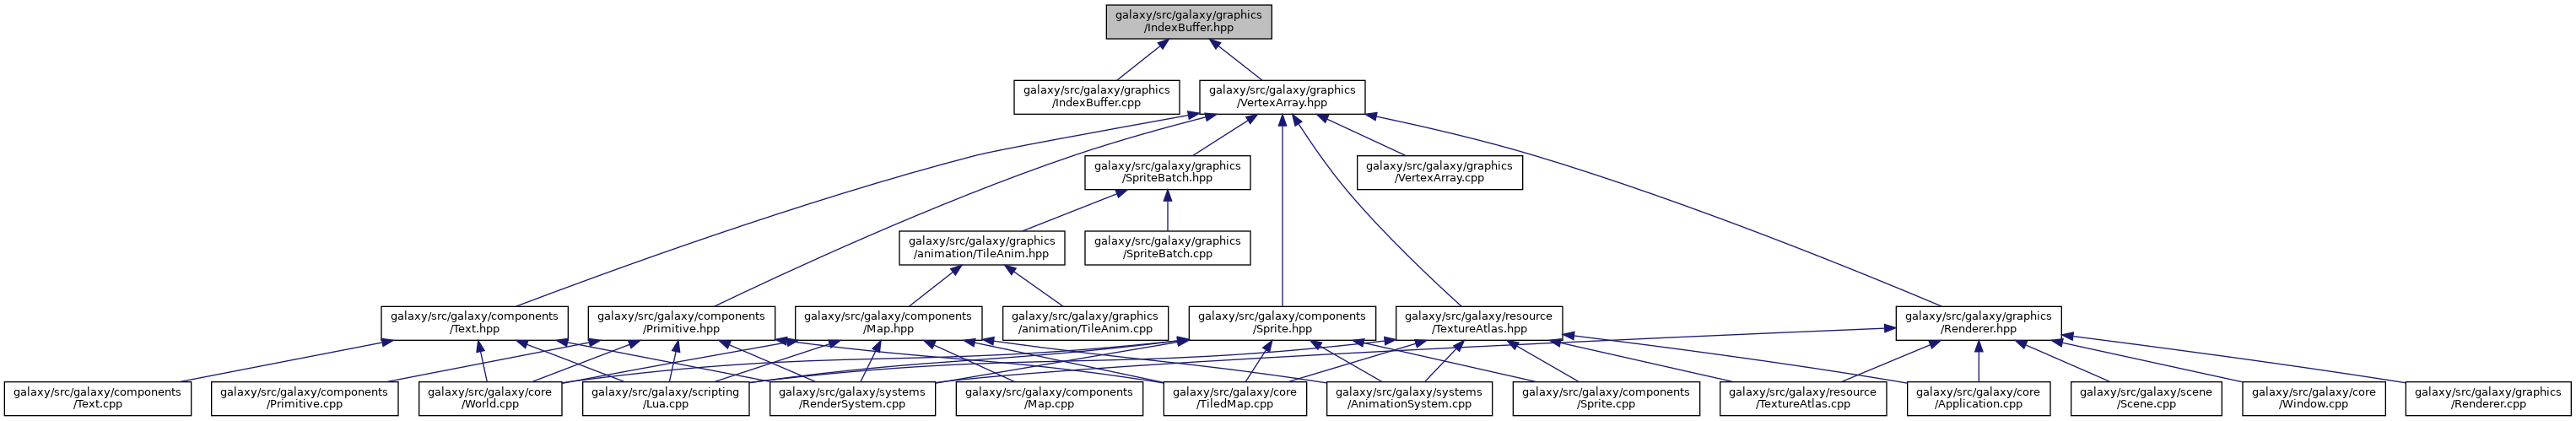 galaxy/src/galaxy/graphics
/IndexBuffer.hpp
galaxy/src/galaxy/graphics
/IndexBuffer.cpp
galaxy/src/galaxy/graphics
/VertexArray.hpp
galaxy/src/galaxy/graphics
/SpriteBatch.hpp
galaxy/src/galaxy/graphics
/VertexArray.cpp
galaxy/src/galaxy/graphics
/animation/TileAnim.hpp
galaxy/src/galaxy/graphics
/SpriteBatch.cpp
galaxy/src/galaxy/components
/Text.hpp
galaxy/src/galaxy/components
/Primitive.hpp
galaxy/src/galaxy/components
/Map.hpp
galaxy/src/galaxy/graphics
/animation/TileAnim.cpp
galaxy/src/galaxy/components
/Sprite.hpp
galaxy/src/galaxy/resource
/TextureAtlas.hpp
galaxy/src/galaxy/graphics
/Renderer.hpp
galaxy/src/galaxy/components
/Text.cpp
galaxy/src/galaxy/components
/Primitive.cpp
galaxy/src/galaxy/core
/World.cpp
galaxy/src/galaxy/scripting
/Lua.cpp
galaxy/src/galaxy/systems
/RenderSystem.cpp
galaxy/src/galaxy/components
/Map.cpp
galaxy/src/galaxy/core
/TiledMap.cpp
galaxy/src/galaxy/systems
/AnimationSystem.cpp
galaxy/src/galaxy/components
/Sprite.cpp
galaxy/src/galaxy/resource
/TextureAtlas.cpp
galaxy/src/galaxy/core
/Application.cpp
galaxy/src/galaxy/scene
/Scene.cpp
galaxy/src/galaxy/core
/Window.cpp
galaxy/src/galaxy/graphics
/Renderer.cpp